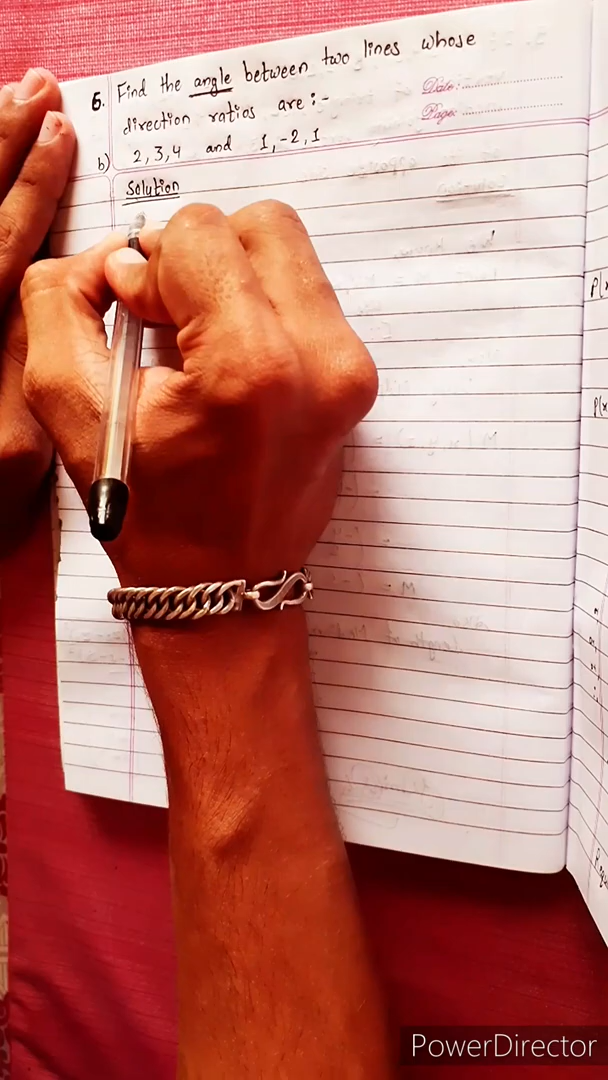 6. Find the angle between two lines whose
direction ratios are :-
Date:
Page:
b) 2, 3, 4 and 1, -2, 1
Solution
PowerDirector